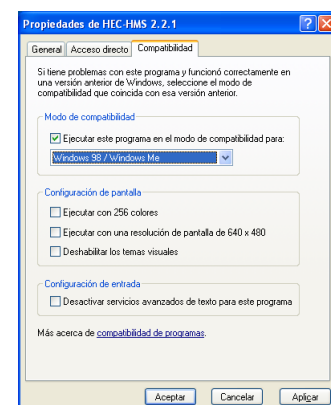 Propiedades de HEC-HMS 2.2.1
General Acceso directo Compatibilidad
Si tiene problemas con este programa y funcionó correctamente en
una versión anterior de Windows, seleccione el modo de
compatibilidad que coincida con esa versión anterior.
Modo de compatibilidad
Ejecutar este programa en el modo de compatibilidad para:
Windows 98 / Windows Me
Configuración de pantalla
Ejecutar con 256 colores
Ejecutar con una resolución de pantalla de 640 x 480
Deshabilitar los temas visuales
Configuración de entrada
Desactivar servicios avanzados de texto para este programa
Más acerca de compatibilidad de programas.
Aceptar Cancelar Aplicar